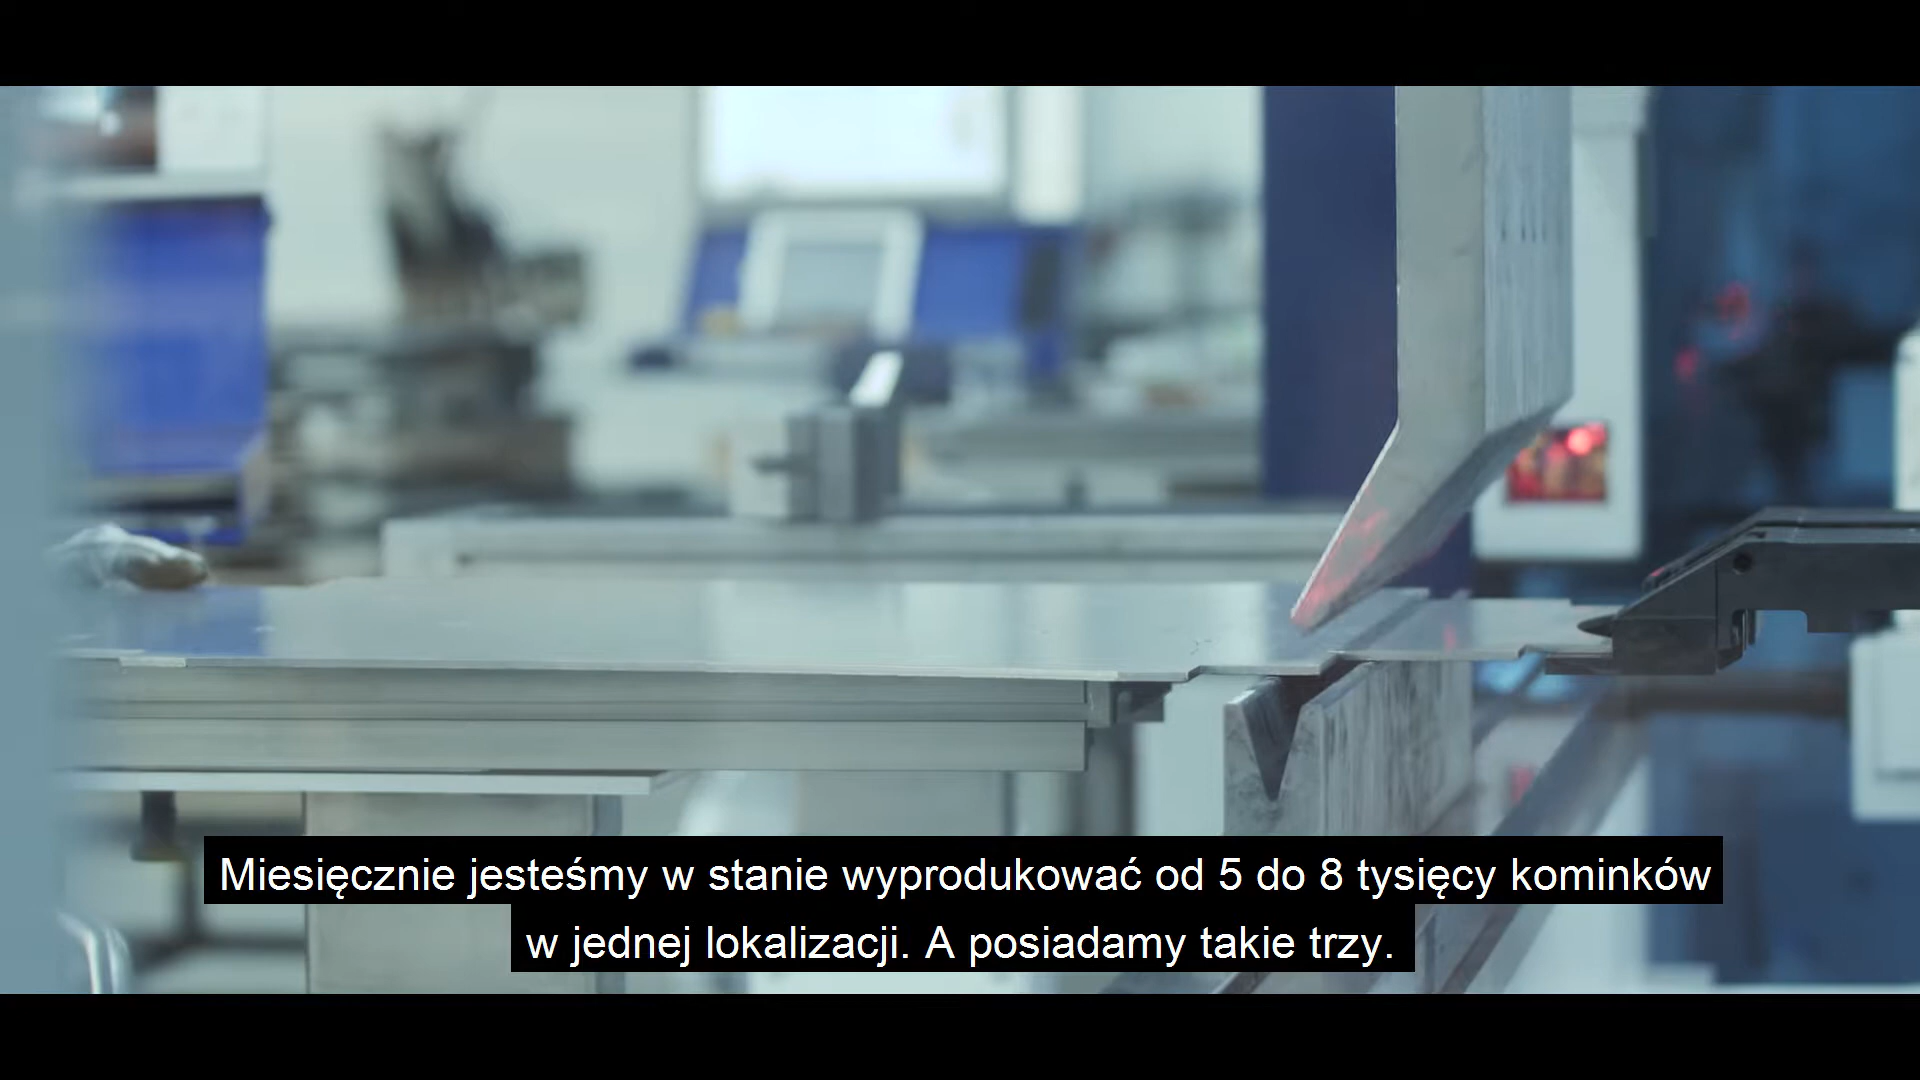 Miesięcznie jesteśmy w stanie wyprodukować od 5 do 8 tysięcy kominków
w jednej lokalizacji. A posiadamy takie trzy.